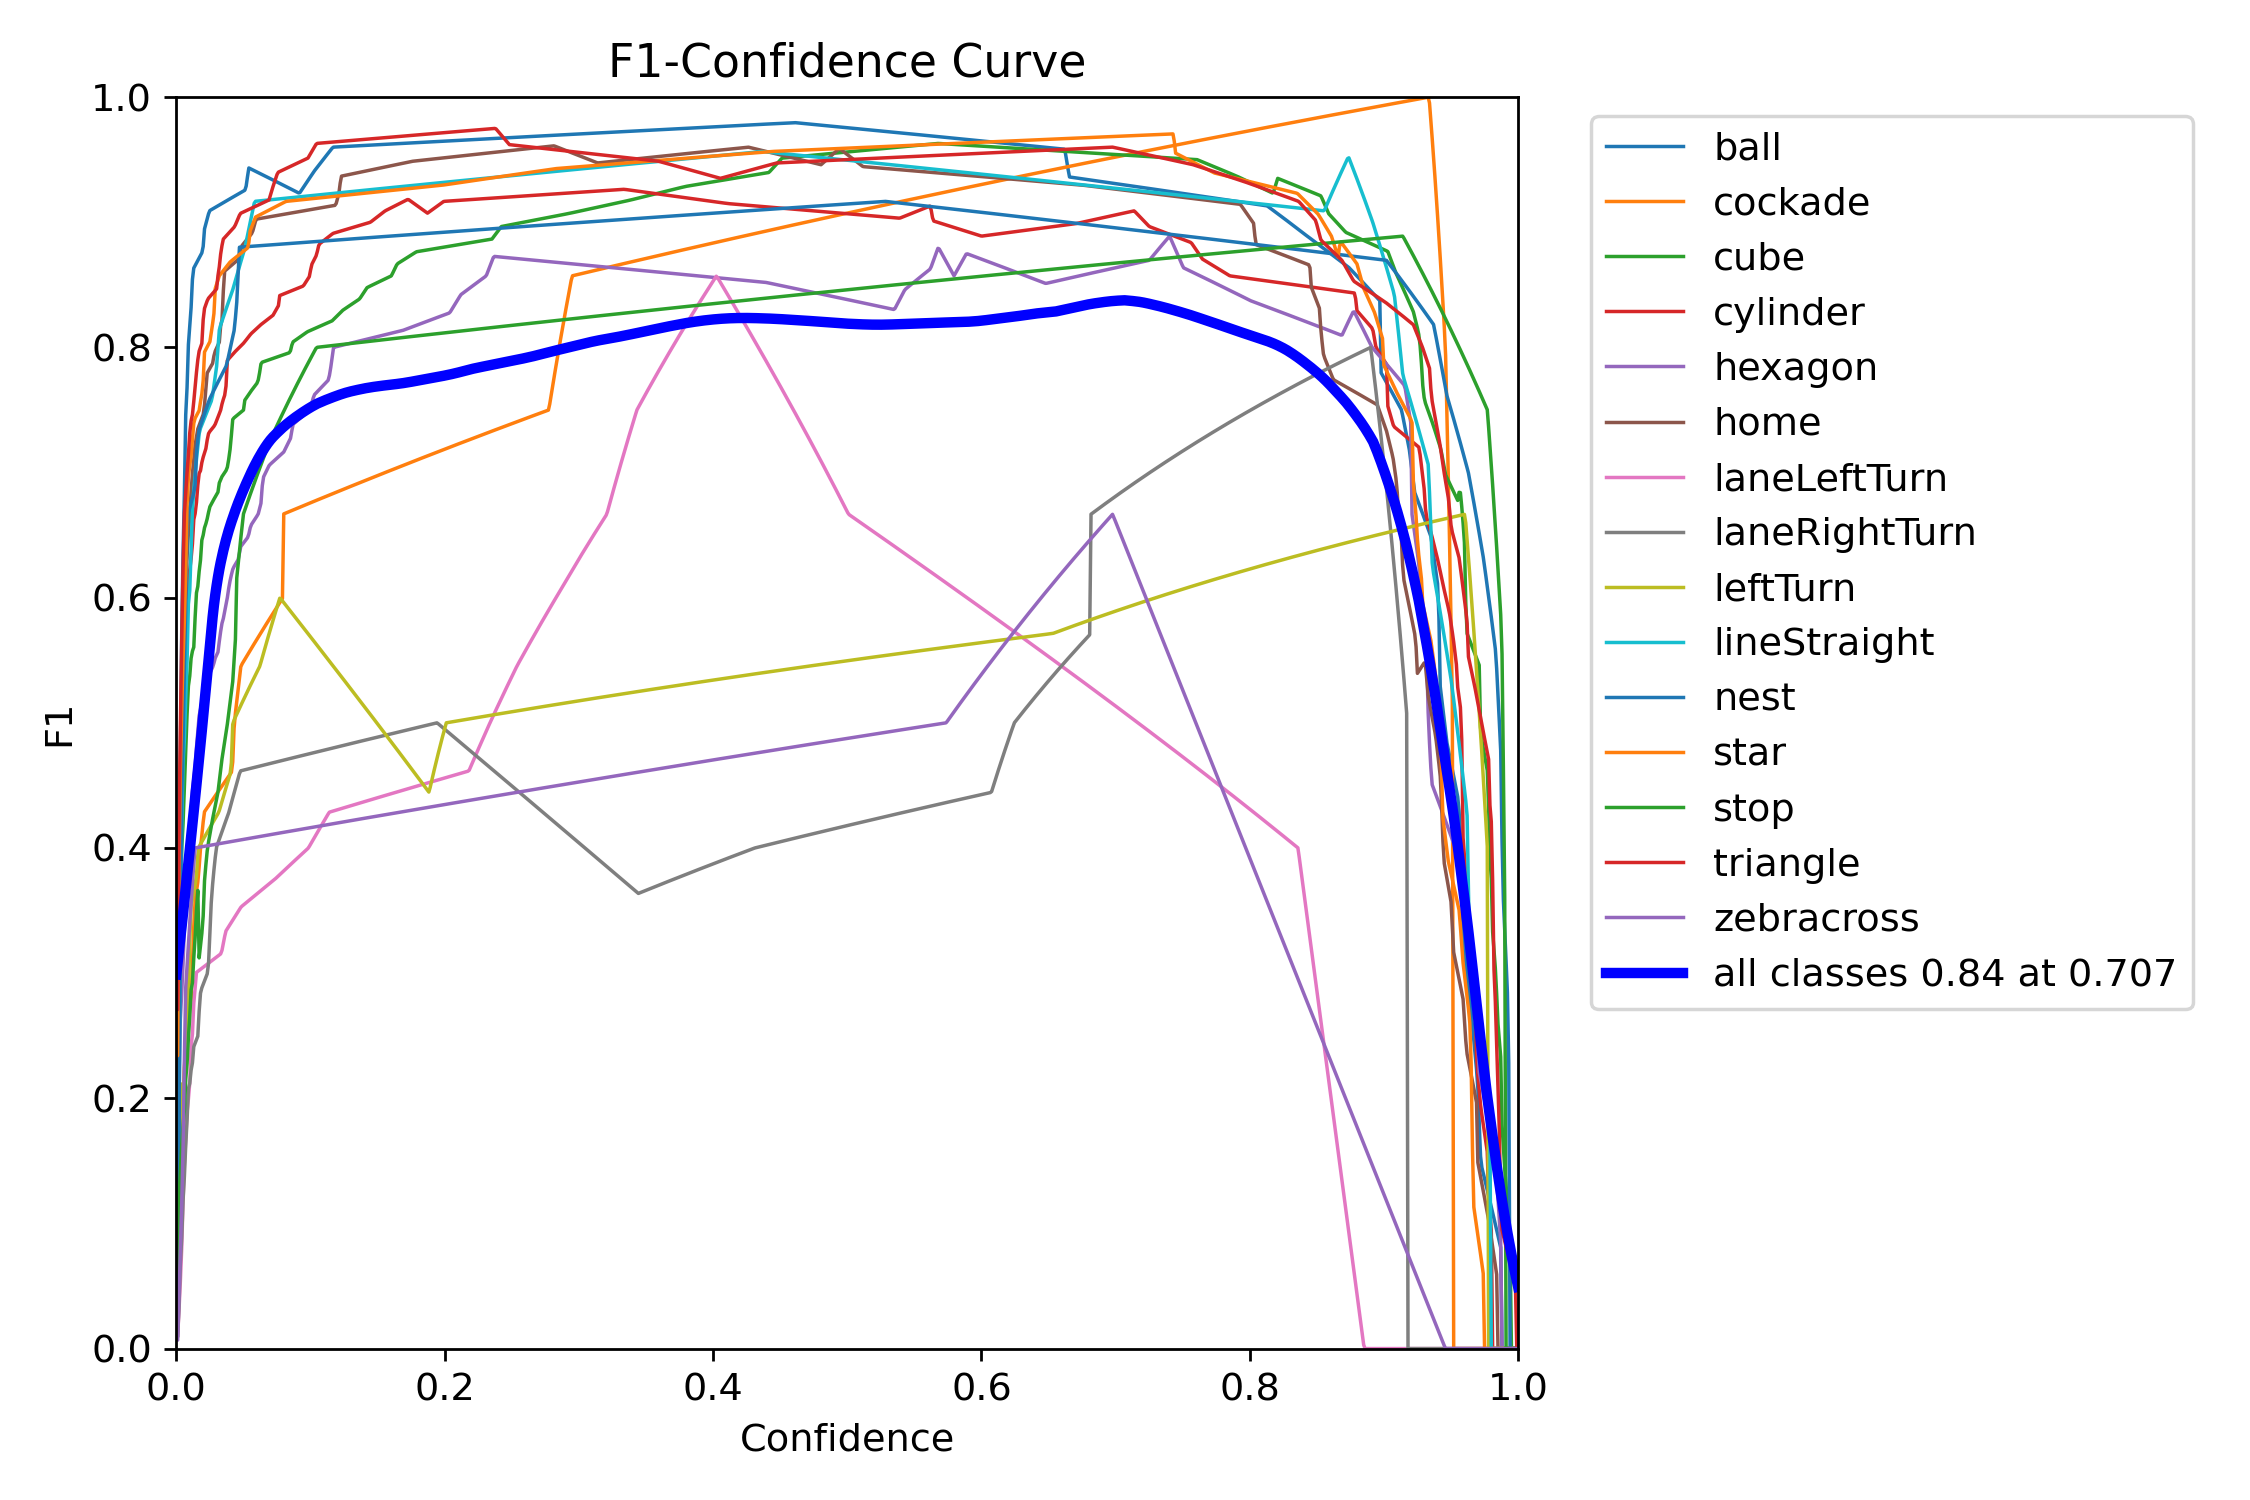 F1-Confidence Curve
1.0
0.8
0.6
0.4
0.2
0.0
F1
0.0 0.2 0.4 0.6 0.8 1.0
Confidence
ball
cockade
cube
cylinder
hexagon
home
laneLeftTurn
laneRightTurn
leftTurn
lineStraight
nest
star
stop
triangle
zebracross
all classes 0.84 at 0.707